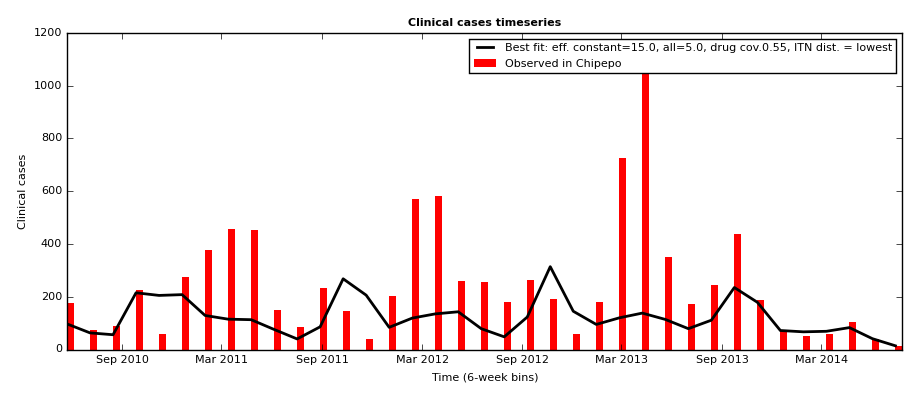 Clinical cases timeseries
1200
1000
800
600
400
200
0
Clinical cases
Best fit: eff. constant=15.0, all=5.0, drug cov.0.55, ITN dist. = lowest
Observed in Chipepo
Sep 2010 Mar 2011 Sep 2011 Mar 2012 Sep 2012 Mar 2013 Sep 2013 Mar 2014
Time (6-week bins)